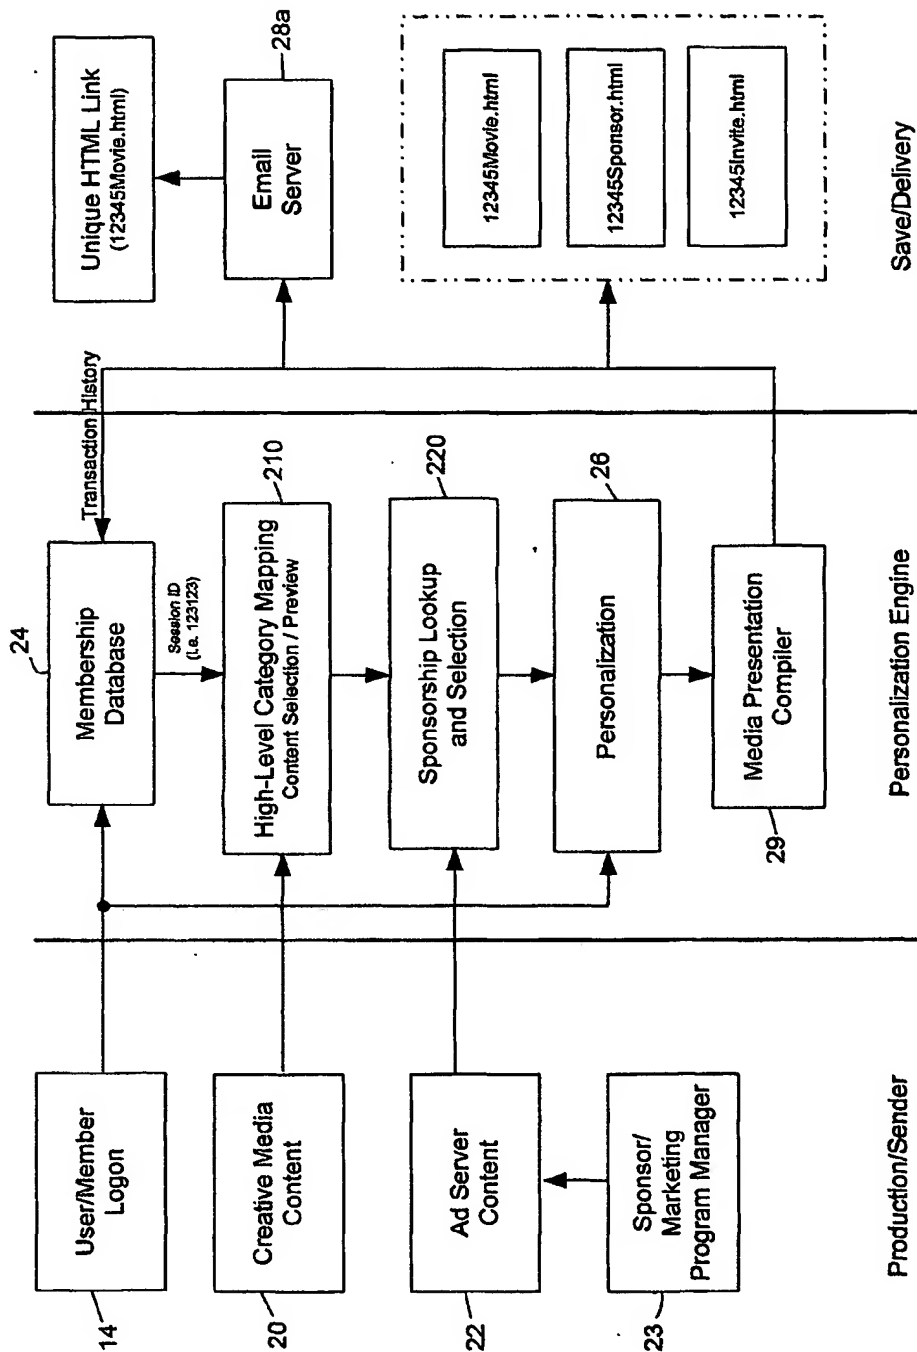 14
User/Member
Logon
20
Creative Media
Content
22
Ad Server
Content
23
Sponsor/
Marketing
Program Manager
Production/Sender
24
Membership
Database
Transaction History
Session ID
(i.e. 123123)
210
High-Level Category Mapping
Content Selection / Preview
220
Sponsorship Lookup
and Selection
26
Personalization
29
Media Presentation
Compiler
Personalization Engine
Unique HTML Link
(12345Movie.html)
28a
Email
Server
12345Movie.html
12345Sponsor.html
12345Invite.html
Save/Delivery